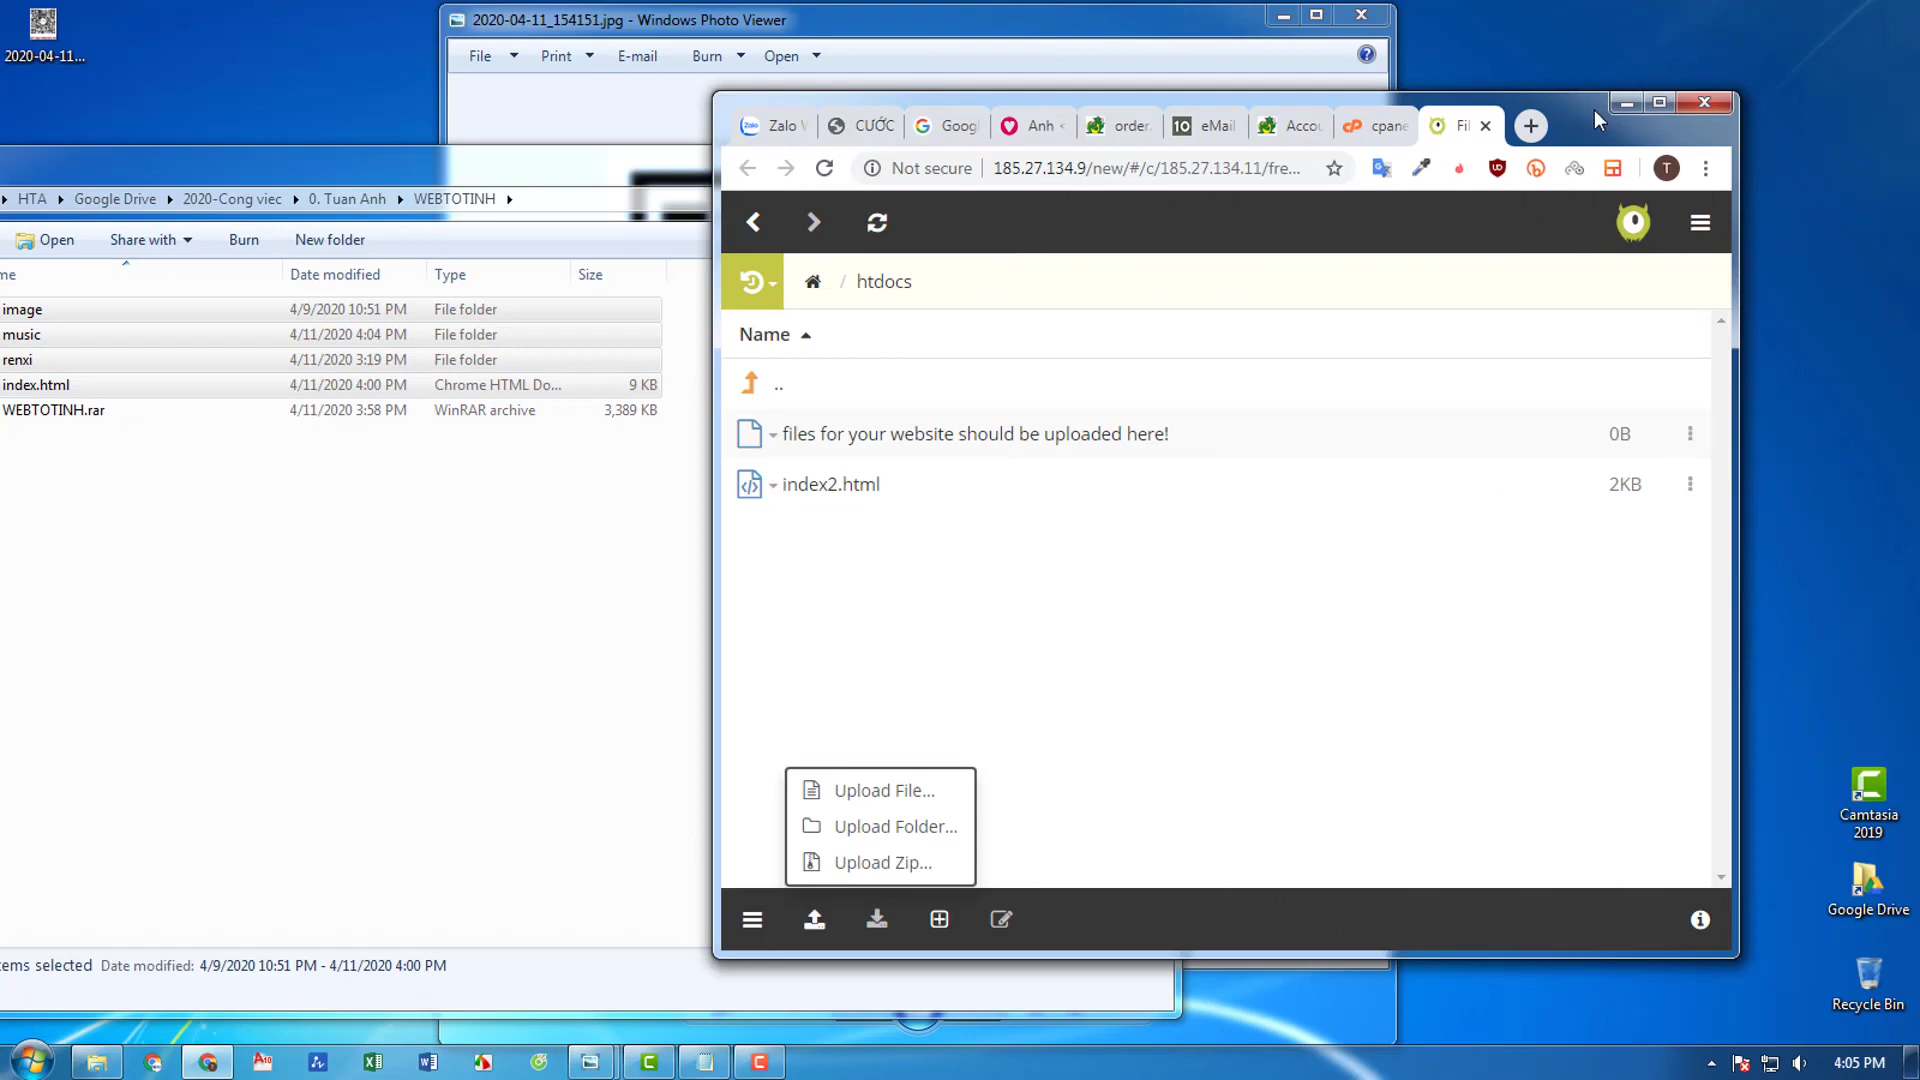 2020-04-11...
2020-04-11_154151.jpg - Windows Photo Viewer
File Print E-mail Burn Open
HTA Google Drive 2020-Cong viec 0. Tuan Anh WEBTOTINH
Open Share with Burn New folder
me Date modified Type Size
image 4/9/2020 10:51 PM File folder
music 4/11/2020 4:04 PM File folder
renxi 4/11/2020 3:19 PM File folder
index.html 4/11/2020 4:00 PM Chrome HTML Do... 9 KB
WEBTOTINH.rar 4/11/2020 3:58 PM WinRAR archive 3,389 KB
ems selected Date modified: 4/9/2020 10:51 PM - 4/11/2020 4:00 PM
Zalo CƯỚC Googl Anh order. 10 eMail Accou cP cpane Fil
Not secure 185.27.134.9/new/#/c/185.27.134.11/fre... T
/ htdocs
Name
..
files for your website should be uploaded here! 0B
index2.html 2KB
Upload File...
Upload Folder...
Upload Zip...
Camtasia
2019
Google Drive
Recycle Bin
4:05 PM